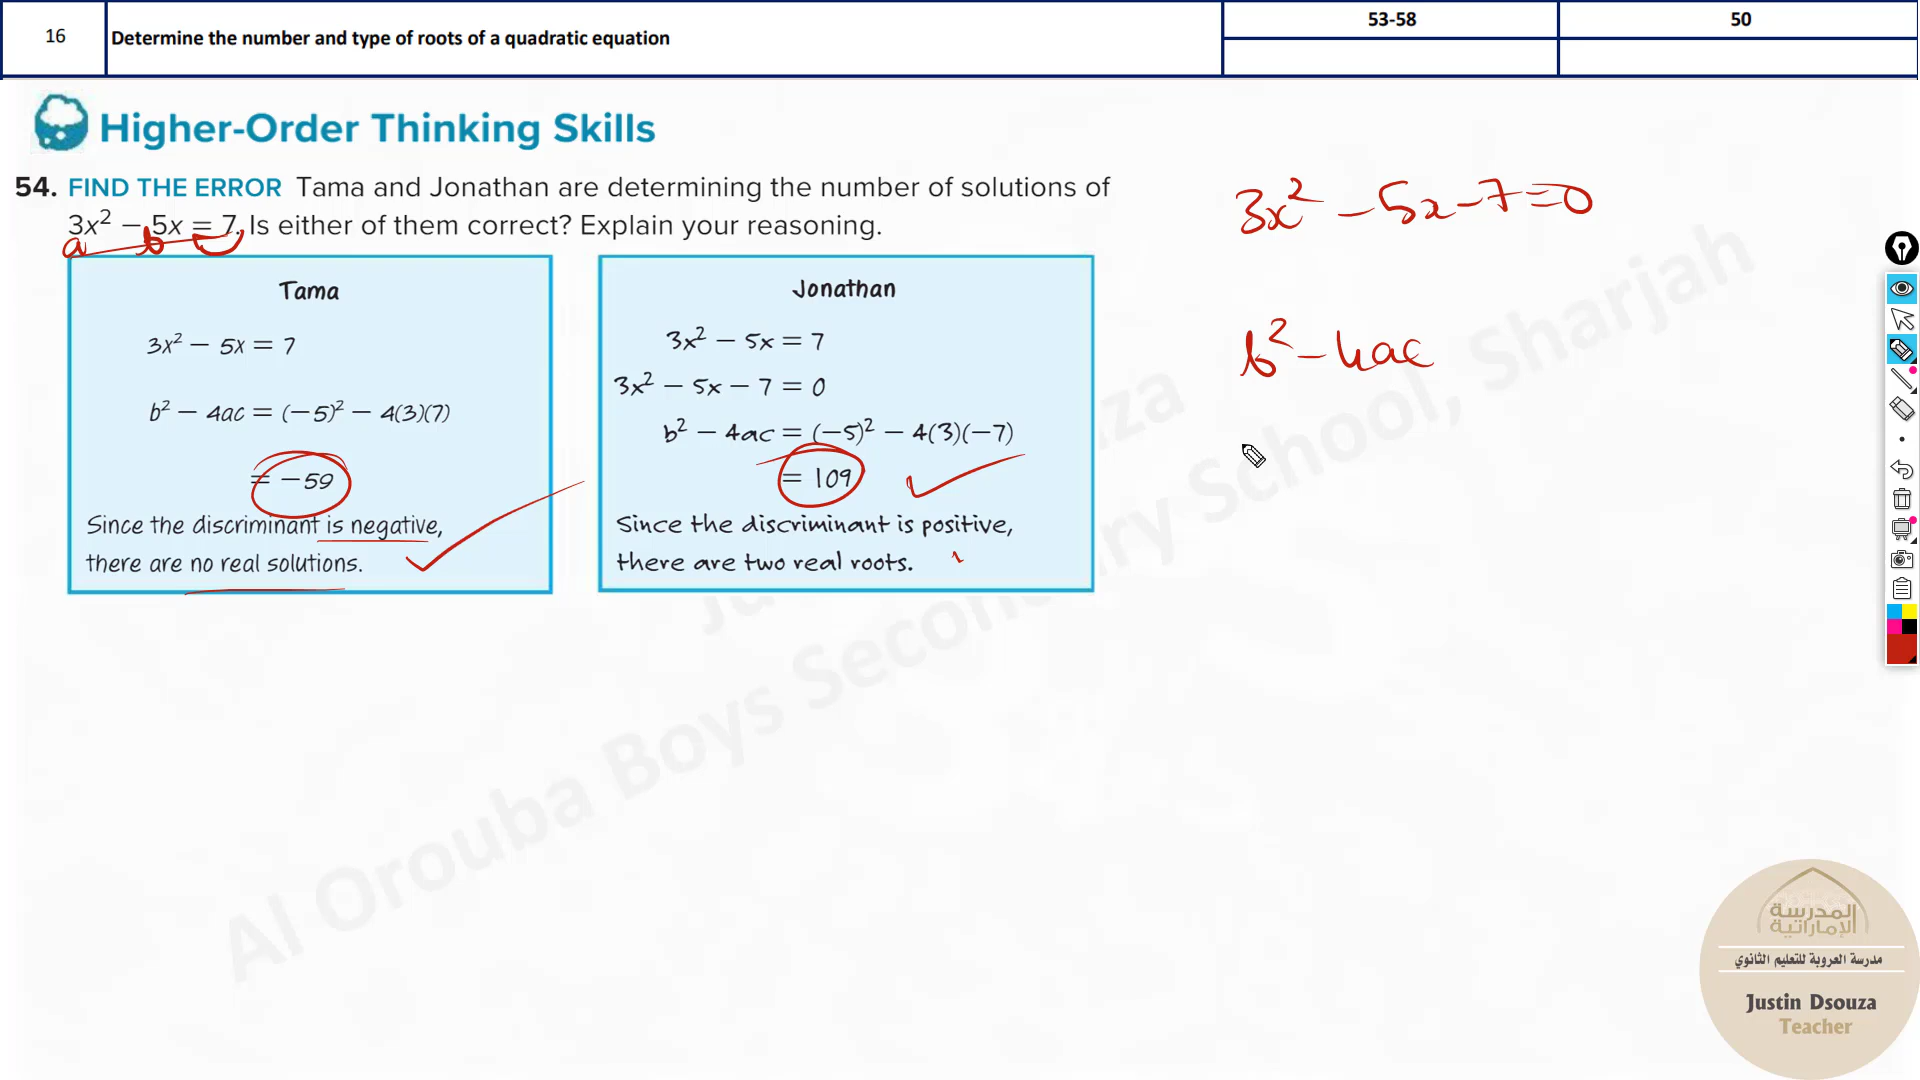 16 Determine the number and type of roots of a quadratic equation 53-58 50
Higher-Order Thinking Skills
54. FIND THE ERROR Tama and Jonathan are determining the number of solutions of
3x² − 5x = 7. Is either of them correct? Explain your reasoning.
a b
Tama
3x² − 5x = 7
b² − 4ac = (−5)² − 4(3)(7)
= −59
Since the discriminant is negative,
there are no real solutions.
Jonathan
3x² − 5x = 7
3x² − 5x − 7 = 0
b² − 4ac = (−5)² − 4(3)(−7)
= 109
Since the discriminant is positive,
there are two real roots.
3x² − 5x − 7 = 0
b² − 4ac
Al Orouba Boys Secondary School, Sharjah
المدرسة
الإماراتية
مدرسة العروبة للتعليم الثانوي
Justin Dsouza
Teacher